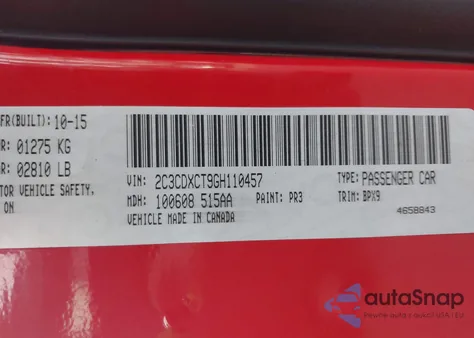 FR(BUILT): 10-15
R: 01275 KG
R: 02810 LB
TOR VEHICLE SAFETY,
ON
VIN: 2C3CDXCT9GH110457
TYPE: PASSENGER CAR
MDH: 100608 515AA
PAINT: PR3
TRIM: BPX9
VEHICLE MADE IN CANADA
4658843
autoSnap